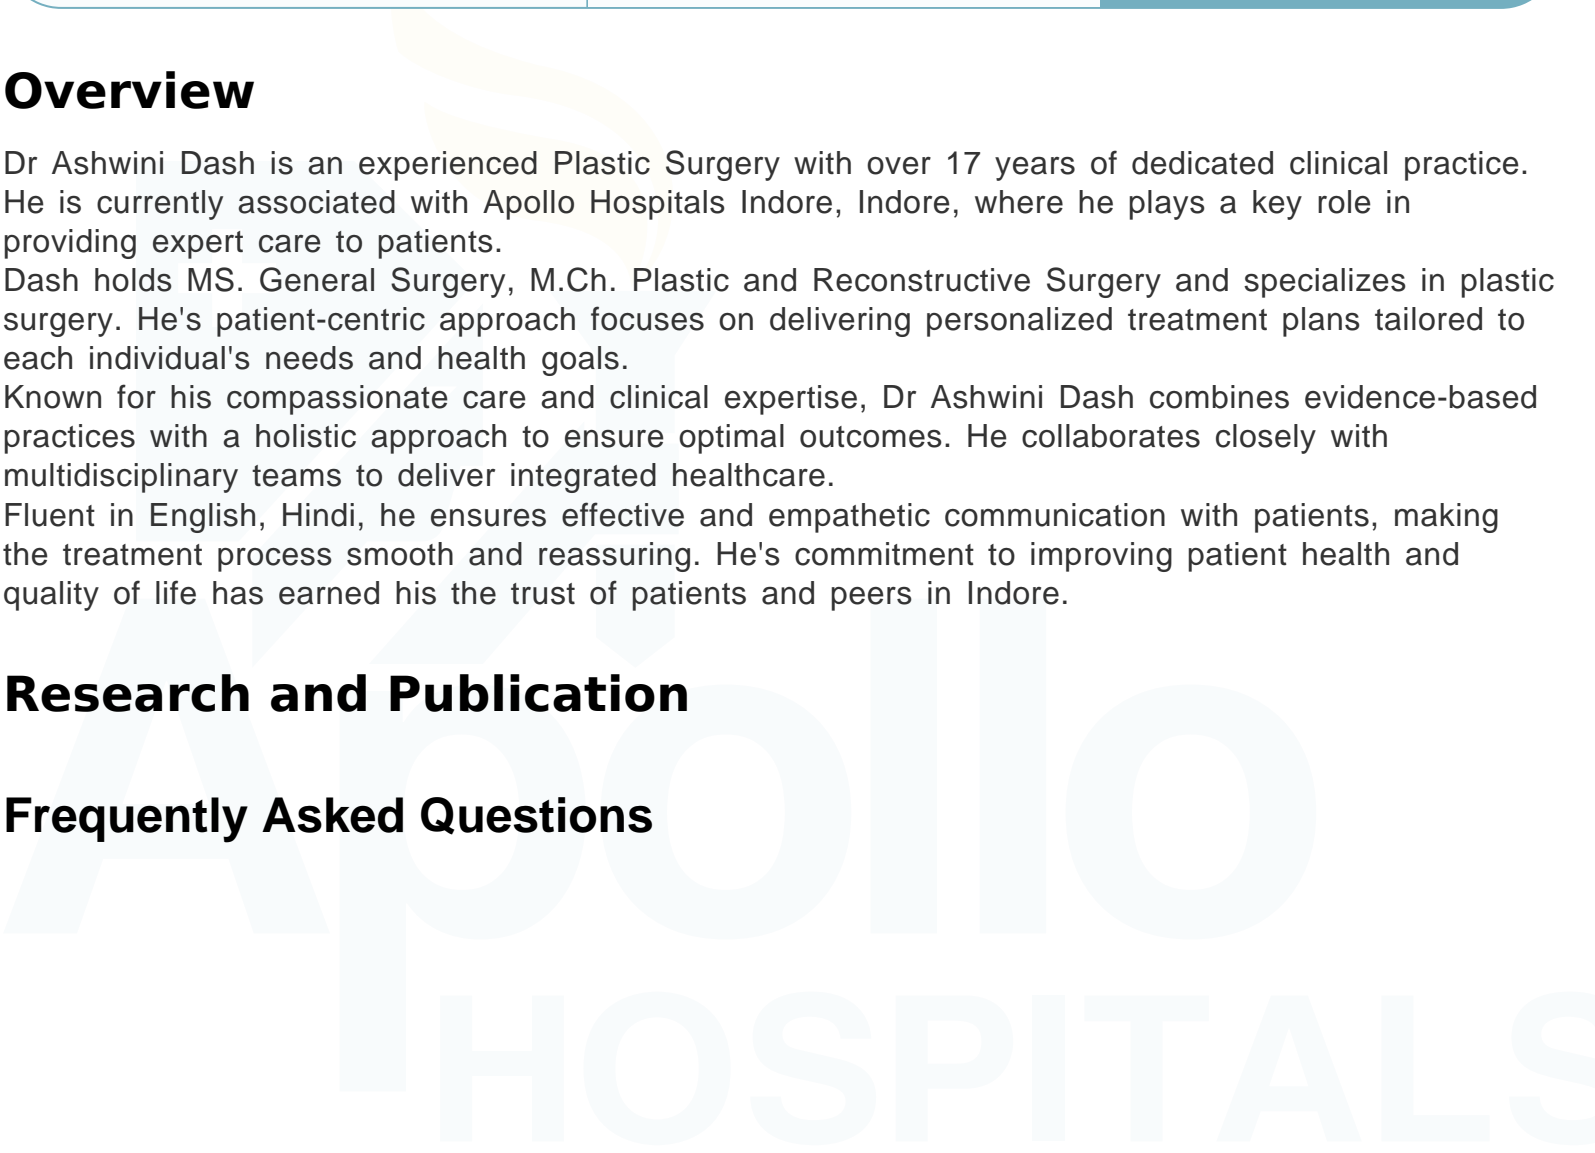 Overview
Dr Ashwini Dash is an experienced Plastic Surgery with over 17 years of dedicated clinical practice.
He is currently associated with Apollo Hospitals Indore, Indore, where he plays a key role in
providing expert care to patients.
Dash holds MS. General Surgery, M.Ch. Plastic and Reconstructive Surgery and specializes in plastic
surgery. He's patient-centric approach focuses on delivering personalized treatment plans tailored to
each individual's needs and health goals.
Known for his compassionate care and clinical expertise, Dr Ashwini Dash combines evidence-based
practices with a holistic approach to ensure optimal outcomes. He collaborates closely with
multidisciplinary teams to deliver integrated healthcare.
Fluent in English, Hindi, he ensures effective and empathetic communication with patients, making
the treatment process smooth and reassuring. He's commitment to improving patient health and
quality of life has earned his the trust of patients and peers in Indore.
Research and Publication
Frequently Asked Questions
Apollo
HOSPITALS